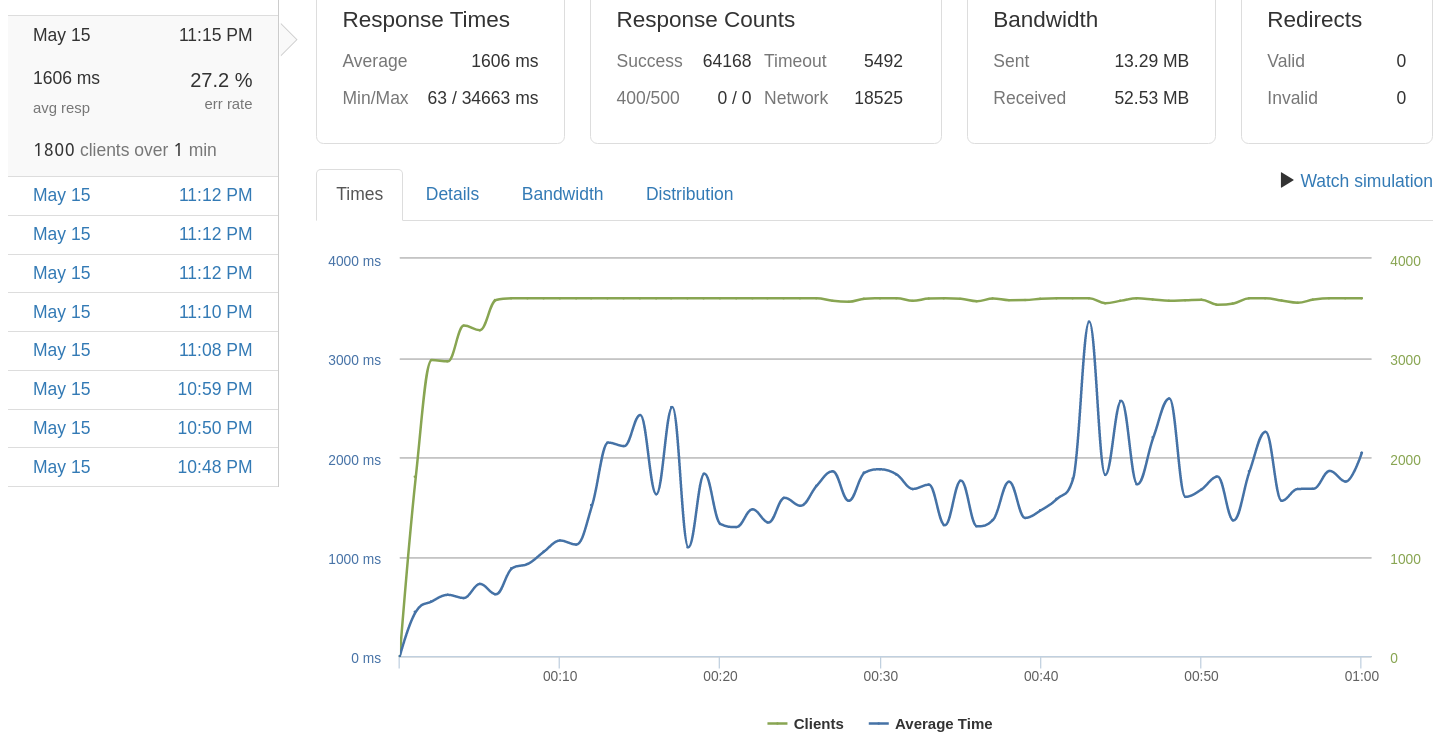 May 15 11:15 PM
1606 ms 27.2 %
avg resp err rate
1800 clients over 1 min
May 15 11:12 PM
May 15 11:12 PM
May 15 11:12 PM
May 15 11:10 PM
May 15 11:08 PM
May 15 10:59 PM
May 15 10:50 PM
May 15 10:48 PM
Response Times
Average 1606 ms
Min/Max 63 / 34663 ms
Response Counts
Success 64168 Timeout 5492
400/500 0 / 0 Network 18525
Bandwidth
Sent 13.29 MB
Received 52.53 MB
Redirects
Valid 0
Invalid 0
Times Details Bandwidth Distribution Watch simulation
4000 ms 4000
3000 ms 3000
2000 ms 2000
1000 ms 1000
0 ms 0
00:10 00:20 00:30 00:40 00:50 01:00
Clients Average Time